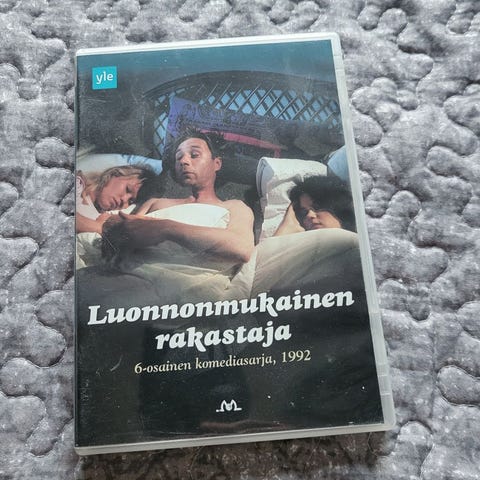 yle
Luonnonmukainen
rakastaja
6-osainen komediasarja, 1992